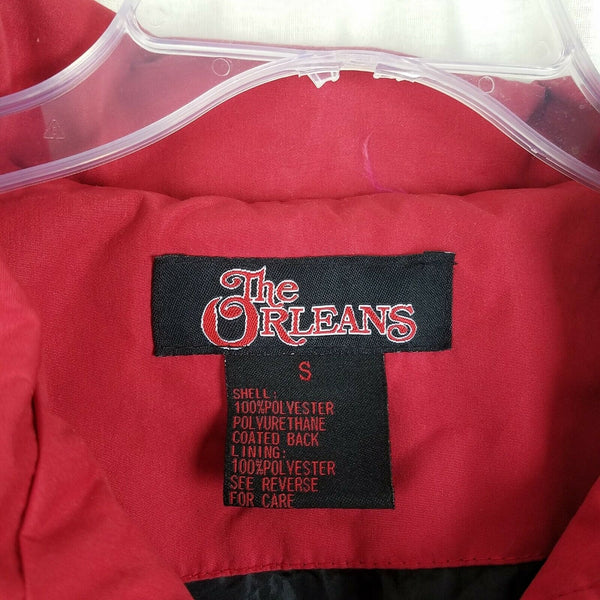 The
ORLEANS
S
SHELL:
100%POLYESTER
POLYURETHANE
COATED BACK
LINING:
100%POLYESTER
SEE REVERSE
FOR CARE